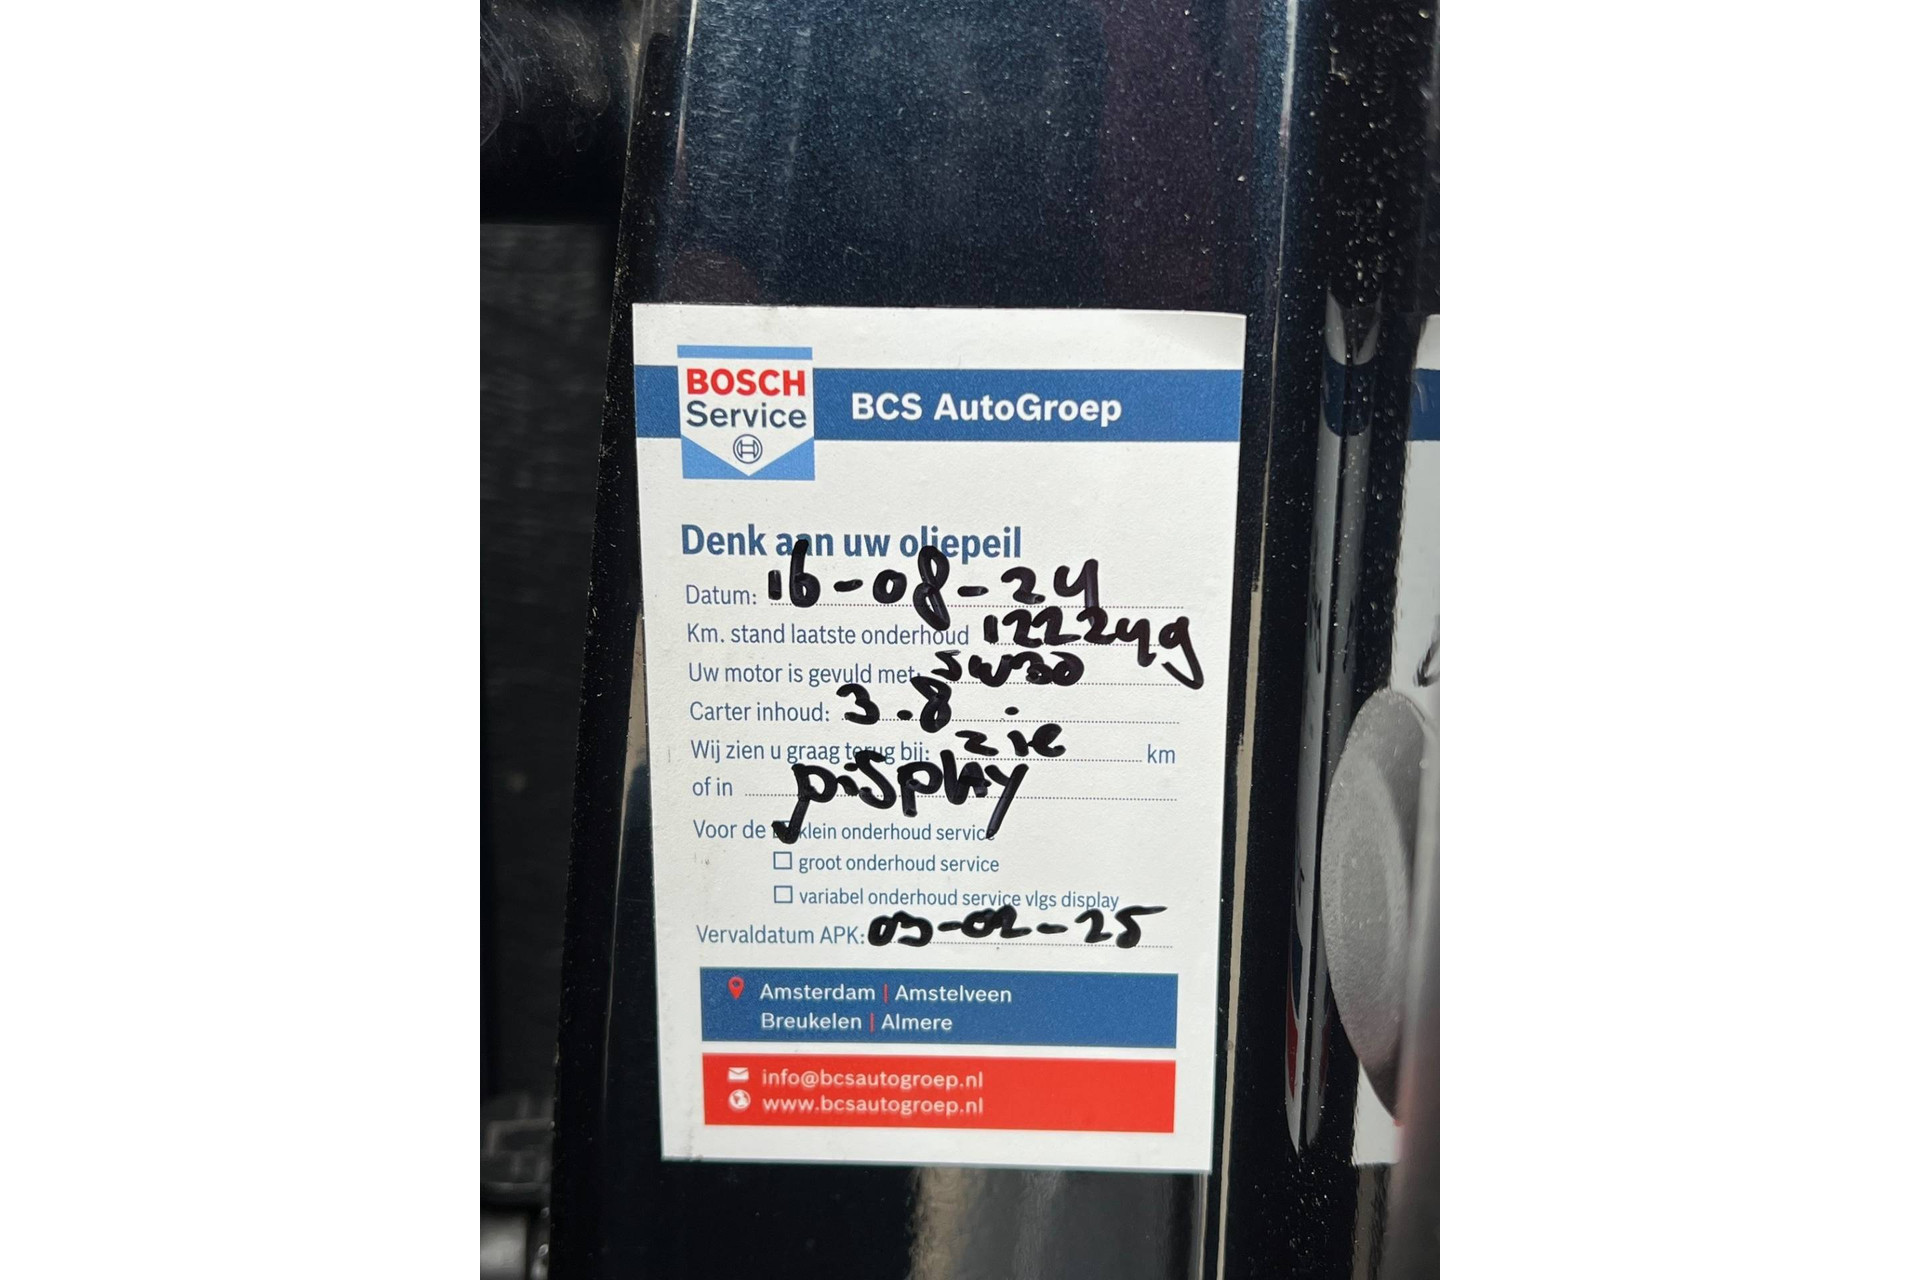 BOSCH
Service
BCS AutoGroep
Denk aan uw oliepeil
Datum: 16-08-24
Km. stand laatste onderhoud 122249
Uw motor is gevuld met: 5w30
Carter inhoud: 3.8
Wij zien u graag terug bij: zie km
of in Display
Voor de klein onderhoud service
groot onderhoud service
variabel onderhoud service vlgs display
Vervaldatum APK: 09-02-25
Amsterdam | Amstelveen
Breukelen | Almere
info@bcsautogroep.nl
www.bcsautogroep.nl